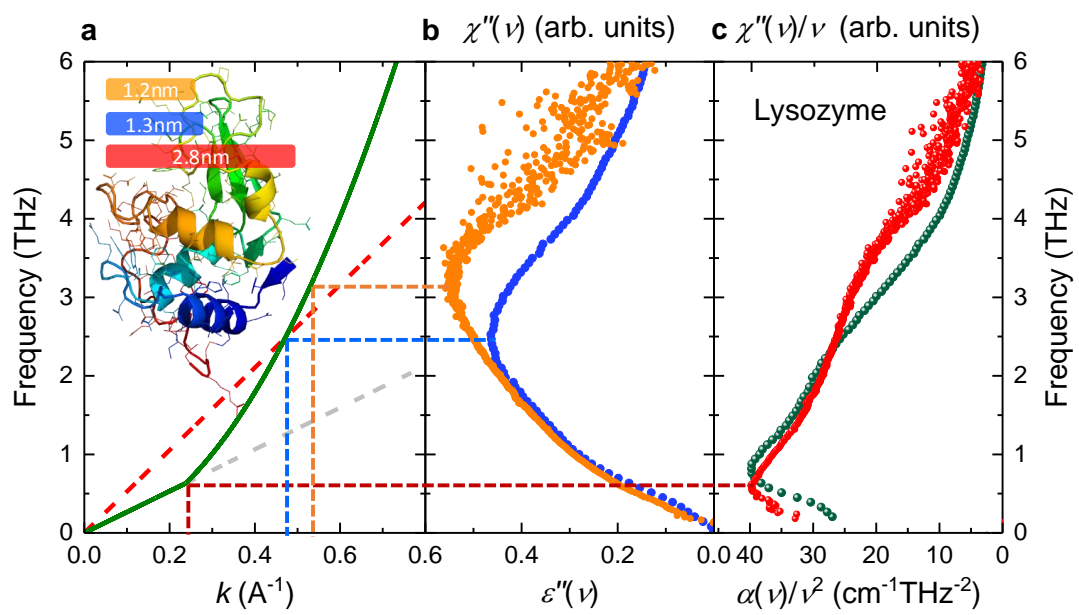 a
b χ''(ν) (arb. units)
c χ''(ν)/ν (arb. units)
1.2nm
1.3nm
2.8nm
Lysozyme
6
5
4
3
2
1
0
Frequency (THz)
0.0 0.2 0.4 0.6
k (A⁻¹)
0.6 0.4 0.2 0.0
ε''(ν)
40 30 20 10 0
α(ν)/ν² (cm⁻¹THz⁻²)
6
5
4
3
2
1
0
Frequency (THz)